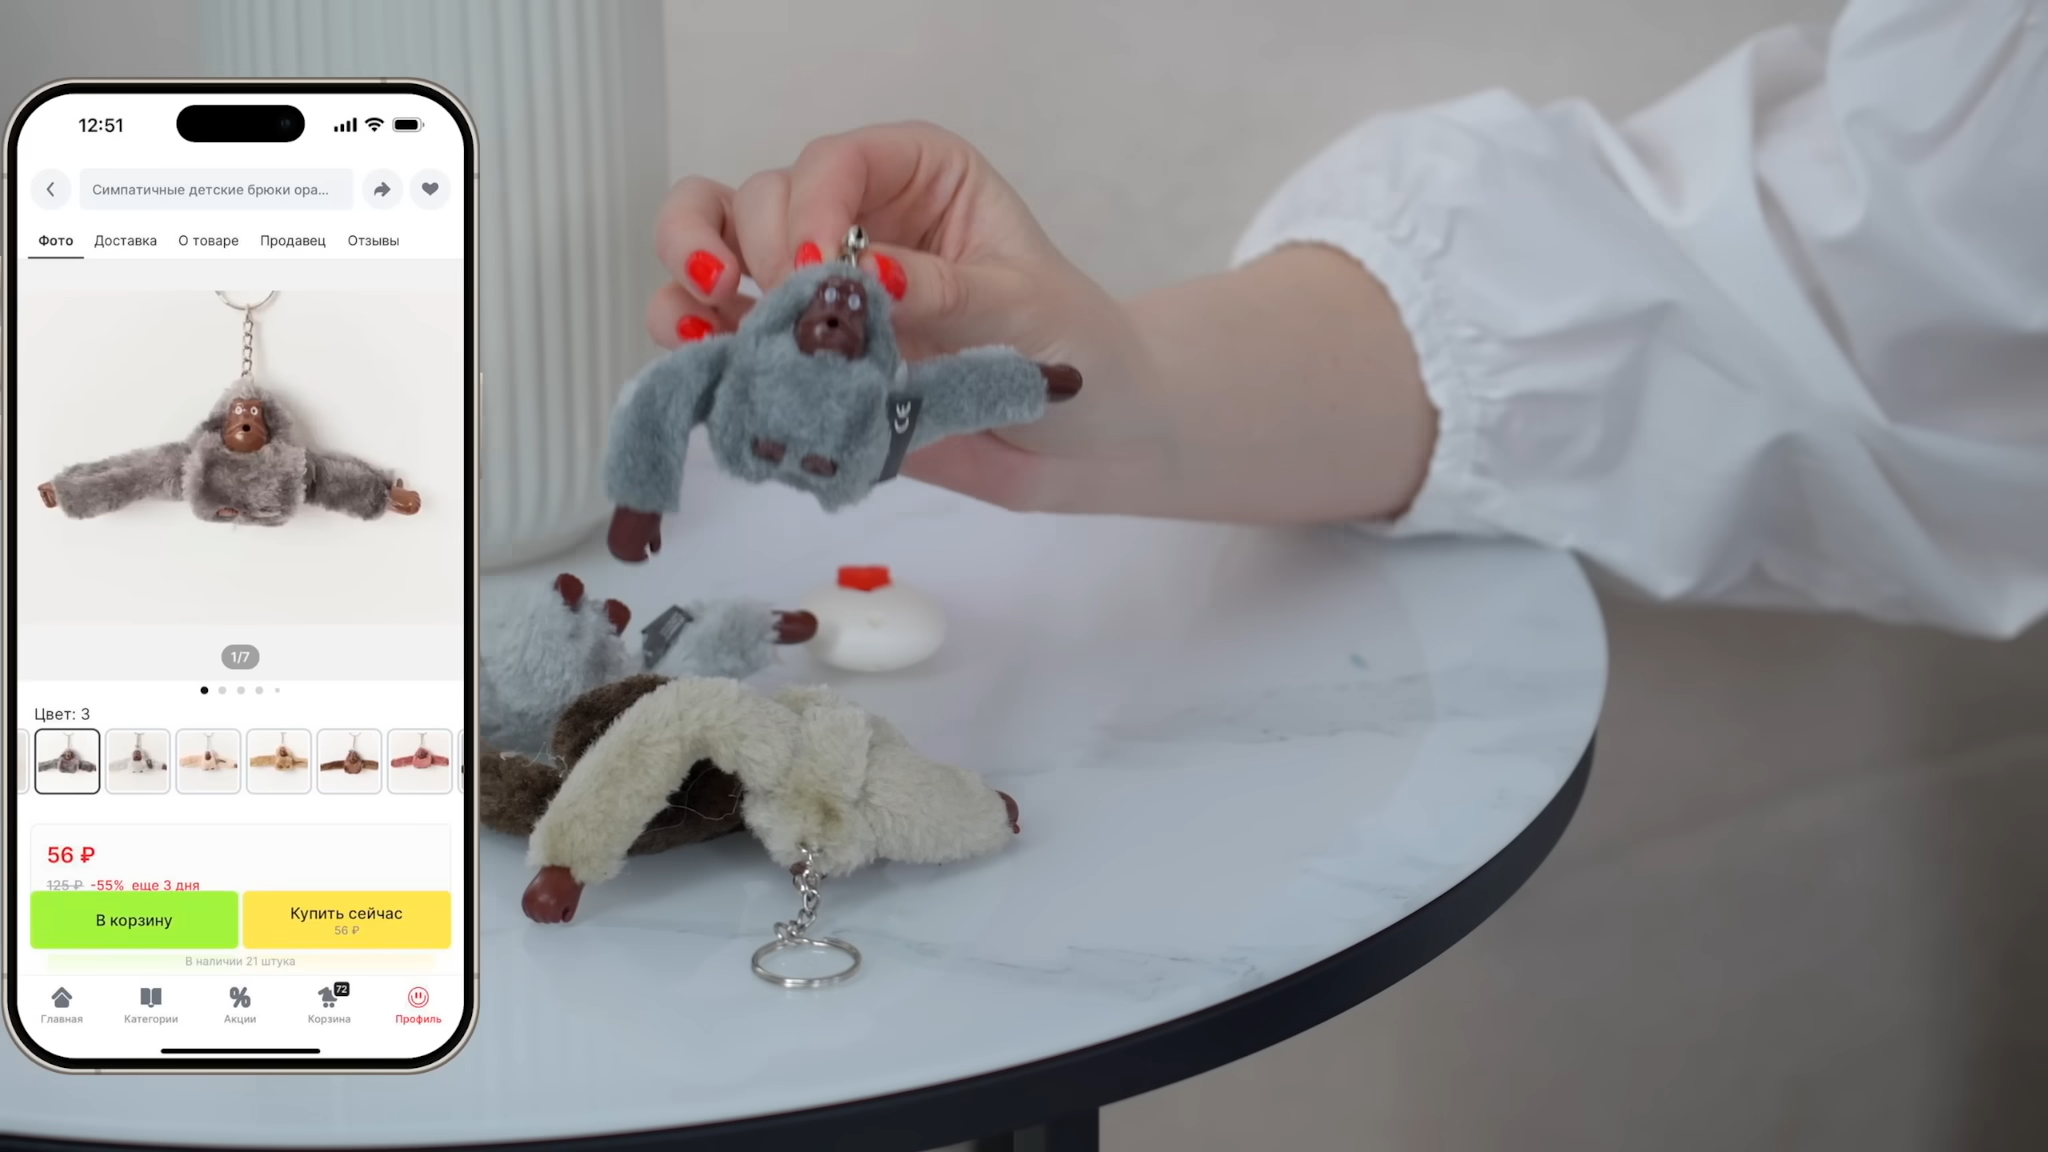 12:51
Симпатичные детские брюки ора...
Фото Доставка О товаре Продавец Отзывы
1/7
Цвет: 3
56 ₽
125 ₽ -55% еще 3 дня
В корзину
Купить сейчас
56 ₽
В наличии 21 штука
72
Главная Категории Акции Корзина Профиль
CE